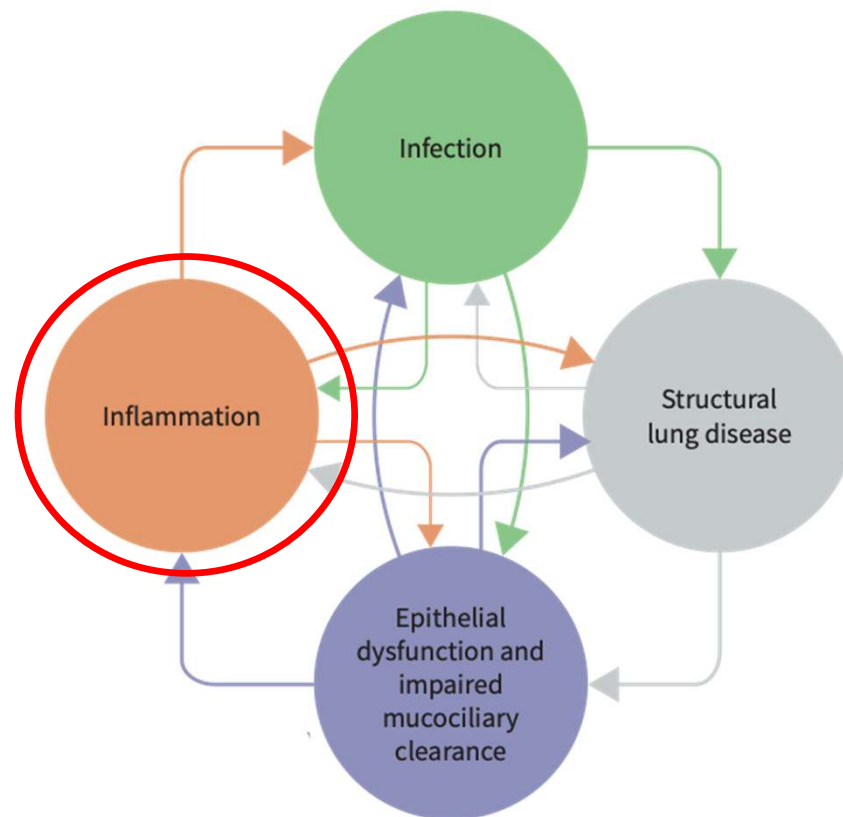 Infection
Inflammation
Structural
lung disease
Epithelial
dysfunction and
impaired
mucociliary
clearance